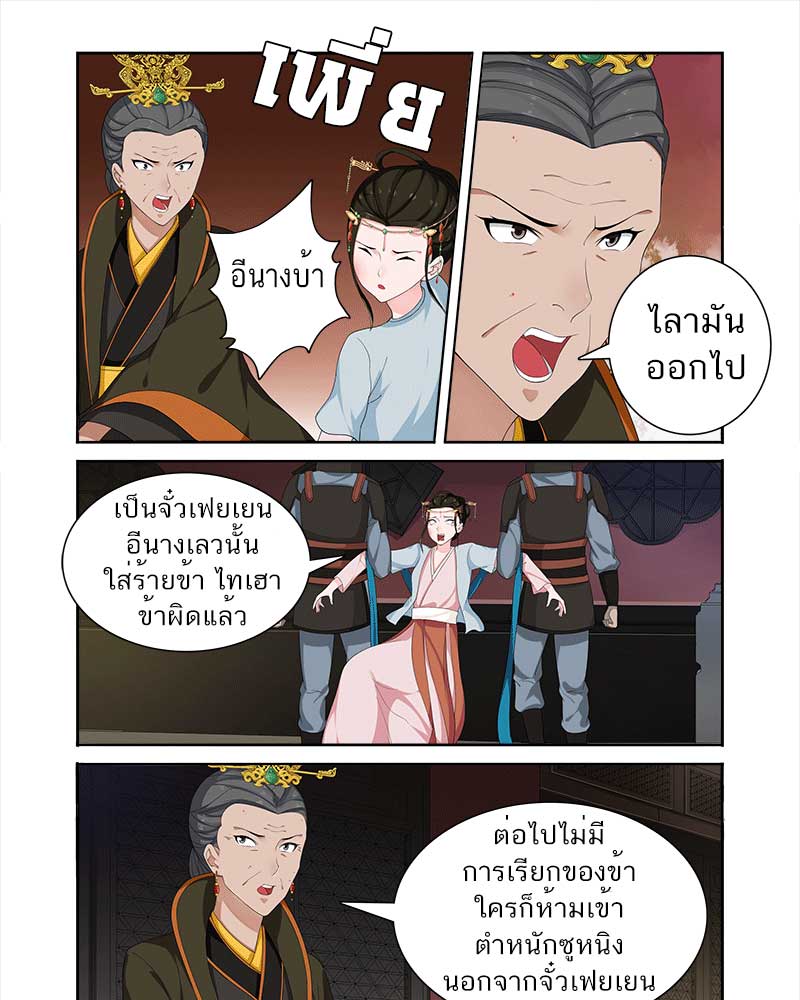 เพี่ย
อีนางบ้า
ไลามัน
ออกไป
เป็นจั๋วเฟยเยน
อีนางเลวนั้น
ใส่ร้ายข้า ไทเฮา
ข้าผิดแล้ว
ต่อไปไม่มี
การเรียกของข้า
ใครก็ห้ามเข้า
ตำหนักซูหนิง
นอกจากจั๋วเฟยเยน